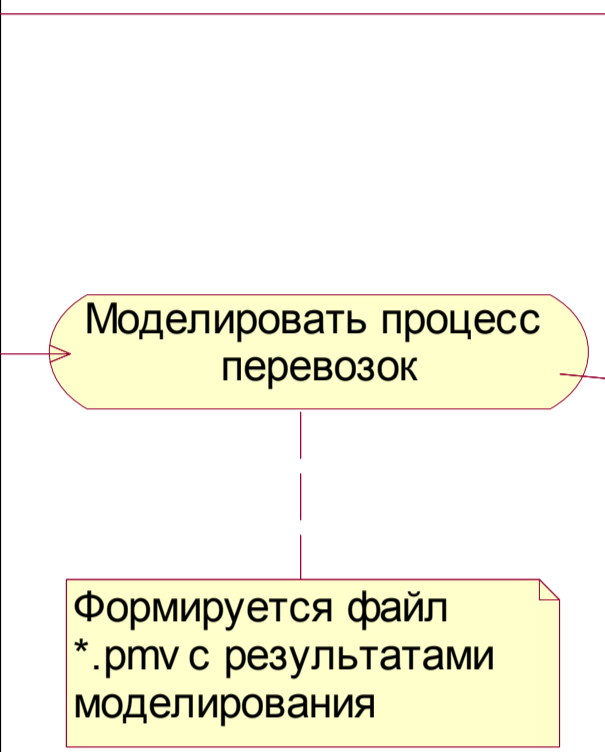 Моделировать процесс
перевозок
Формируется файл
*.pmv с результатами
моделирования